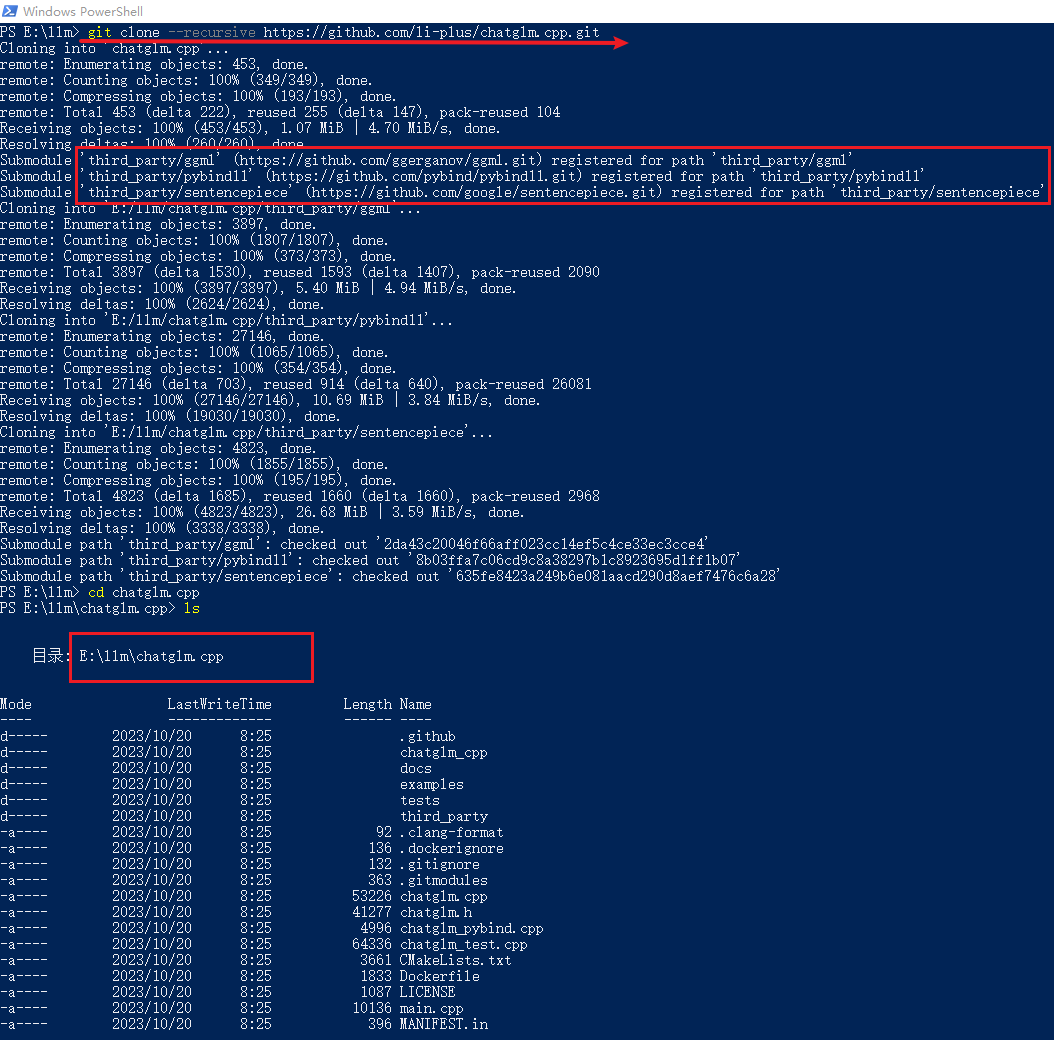 Windows PowerShell
PS E:\llm> git clone --recursive https://github.com/li-plus/chatglm.cpp.git
Cloning into 'chatglm.cpp'...
remote: Enumerating objects: 453, done.
remote: Counting objects: 100% (349/349), done.
remote: Compressing objects: 100% (193/193), done.
remote: Total 453 (delta 222), reused 255 (delta 147), pack-reused 104
Receiving objects: 100% (453/453), 1.07 MiB | 4.70 MiB/s, done.
Resolving deltas: 100% (260/260), done.
Submodule 'third_party/ggml' (https://github.com/ggerganov/ggml.git) registered for path 'third_party/ggml'
Submodule 'third_party/pybind11' (https://github.com/pybind/pybind11.git) registered for path 'third_party/pybind11'
Submodule 'third_party/sentencepiece' (https://github.com/google/sentencepiece.git) registered for path 'third_party/sentencepiece'
Cloning into 'E:/llm/chatglm.cpp/third_party/ggml'...
remote: Enumerating objects: 3897, done.
remote: Counting objects: 100% (1807/1807), done.
remote: Compressing objects: 100% (373/373), done.
remote: Total 3897 (delta 1530), reused 1593 (delta 1407), pack-reused 2090
Receiving objects: 100% (3897/3897), 5.40 MiB | 4.94 MiB/s, done.
Resolving deltas: 100% (2624/2624), done.
Cloning into 'E:/llm/chatglm.cpp/third_party/pybind11'...
remote: Enumerating objects: 27146, done.
remote: Counting objects: 100% (1065/1065), done.
remote: Compressing objects: 100% (354/354), done.
remote: Total 27146 (delta 703), reused 914 (delta 640), pack-reused 26081
Receiving objects: 100% (27146/27146), 10.69 MiB | 3.84 MiB/s, done.
Resolving deltas: 100% (19030/19030), done.
Cloning into 'E:/llm/chatglm.cpp/third_party/sentencepiece'...
remote: Enumerating objects: 4823, done.
remote: Counting objects: 100% (1855/1855), done.
remote: Compressing objects: 100% (195/195), done.
remote: Total 4823 (delta 1685), reused 1660 (delta 1660), pack-reused 2968
Receiving objects: 100% (4823/4823), 26.68 MiB | 3.59 MiB/s, done.
Resolving deltas: 100% (3338/3338), done.
Submodule path 'third_party/ggml': checked out '2da43c20046f66aff023cc14ef5c4ce33ec3cce4'
Submodule path 'third_party/pybind11': checked out '8b03ffa7c06cd9c8a38297b1c8923695d1ff1b07'
Submodule path 'third_party/sentencepiece': checked out '635fe8423a249b6e081aacd290d8aef7476c6a28'
PS E:\llm> cd chatglm.cpp
PS E:\llm\chatglm.cpp> ls
目录: E:\llm\chatglm.cpp
Mode LastWriteTime Length Name
---- ------------- ------ ----
d----- 2023/10/20 8:25 .github
d----- 2023/10/20 8:25 chatglm_cpp
d----- 2023/10/20 8:25 docs
d----- 2023/10/20 8:25 examples
d----- 2023/10/20 8:25 tests
d----- 2023/10/20 8:25 third_party
-a---- 2023/10/20 8:25 92 .clang-format
-a---- 2023/10/20 8:25 136 .dockerignore
-a---- 2023/10/20 8:25 132 .gitignore
-a---- 2023/10/20 8:25 363 .gitmodules
-a---- 2023/10/20 8:25 53226 chatglm.cpp
-a---- 2023/10/20 8:25 41277 chatglm.h
-a---- 2023/10/20 8:25 4996 chatglm_pybind.cpp
-a---- 2023/10/20 8:25 64336 chatglm_test.cpp
-a---- 2023/10/20 8:25 3661 CMakeLists.txt
-a---- 2023/10/20 8:25 1833 Dockerfile
-a---- 2023/10/20 8:25 1087 LICENSE
-a---- 2023/10/20 8:25 10136 main.cpp
-a---- 2023/10/20 8:25 396 MANIFEST.in